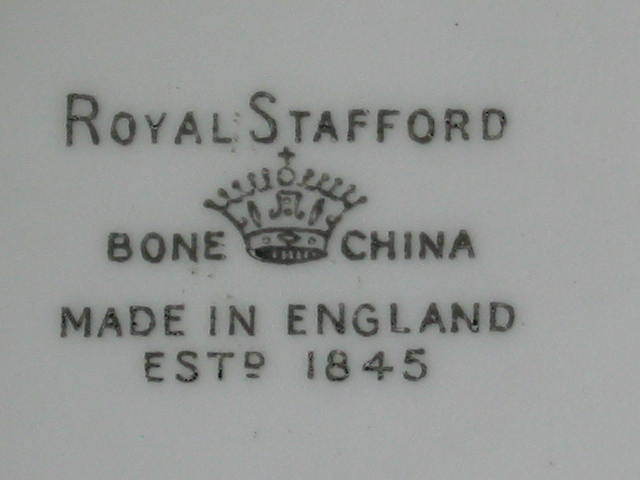 ROYAL STAFFORD
BONE CHINA
MADE IN ENGLAND
ESTD 1845